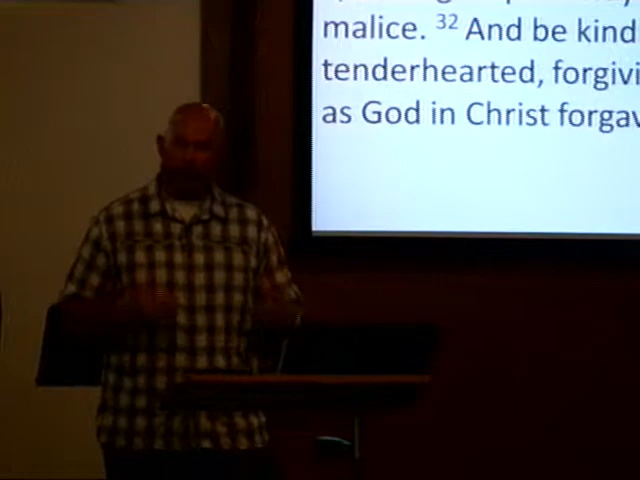 malice. 32 And be kind
tenderhearted, forgivi
as God in Christ forgav